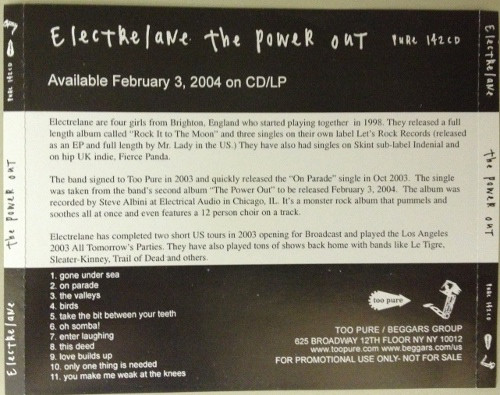 Electrelane the power out PURE 142CD
Available February 3, 2004 on CD/LP
Electrelane are four girls from Brighton, England who started playing together in 1998. They released a full
length album called "Rock It to The Moon" and three singles on their own label Let's Rock Records (released
as an EP and full length by Mr. Lady in the US.) They have also had singles on Skint sub-label Indenial and
on hip UK indie, Fierce Panda.
The band signed to Too Pure in 2003 and quickly released the "On Parade" single in Oct 2003. The single
was taken from the band's second album "The Power Out" to be released February 3, 2004. The album was
recorded by Steve Albini at Electrical Audio in Chicago, IL. It's a monster rock album that pummels and
soothes all at once and even features a 12 person choir on a track.
Electrelane has completed two short US tours in 2003 opening for Broadcast and played the Los Angeles
2003 All Tomorrow's Parties. They have also played tons of shows back home with bands like Le Tigre,
Sleater-Kinney, Trail of Dead and others.
1. gone under sea
2. on parade
3. the valleys
4. birds
5. take the bit between your teeth
6. oh somba!
7. enter laughing
8. this deed
9. love builds up
10. only one thing is needed
11. you make me weak at the knees
too pure
TOO PURE / BEGGARS GROUP
625 BROADWAY 12TH FLOOR NY NY 10012
www.toopure.com www.beggars.com/us
FOR PROMOTIONAL USE ONLY- NOT FOR SALE
Electrelane the power out PURE 142CD
Electrelane the power out PURE 142CD